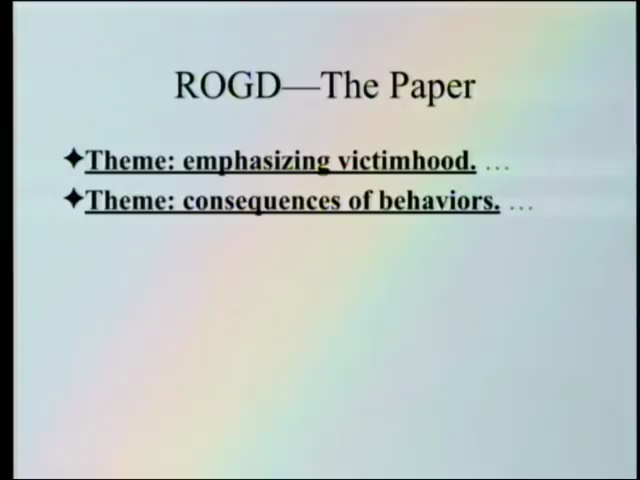 ROGD—The Paper
✦Theme: emphasizing victimhood. …
✦Theme: consequences of behaviors. …